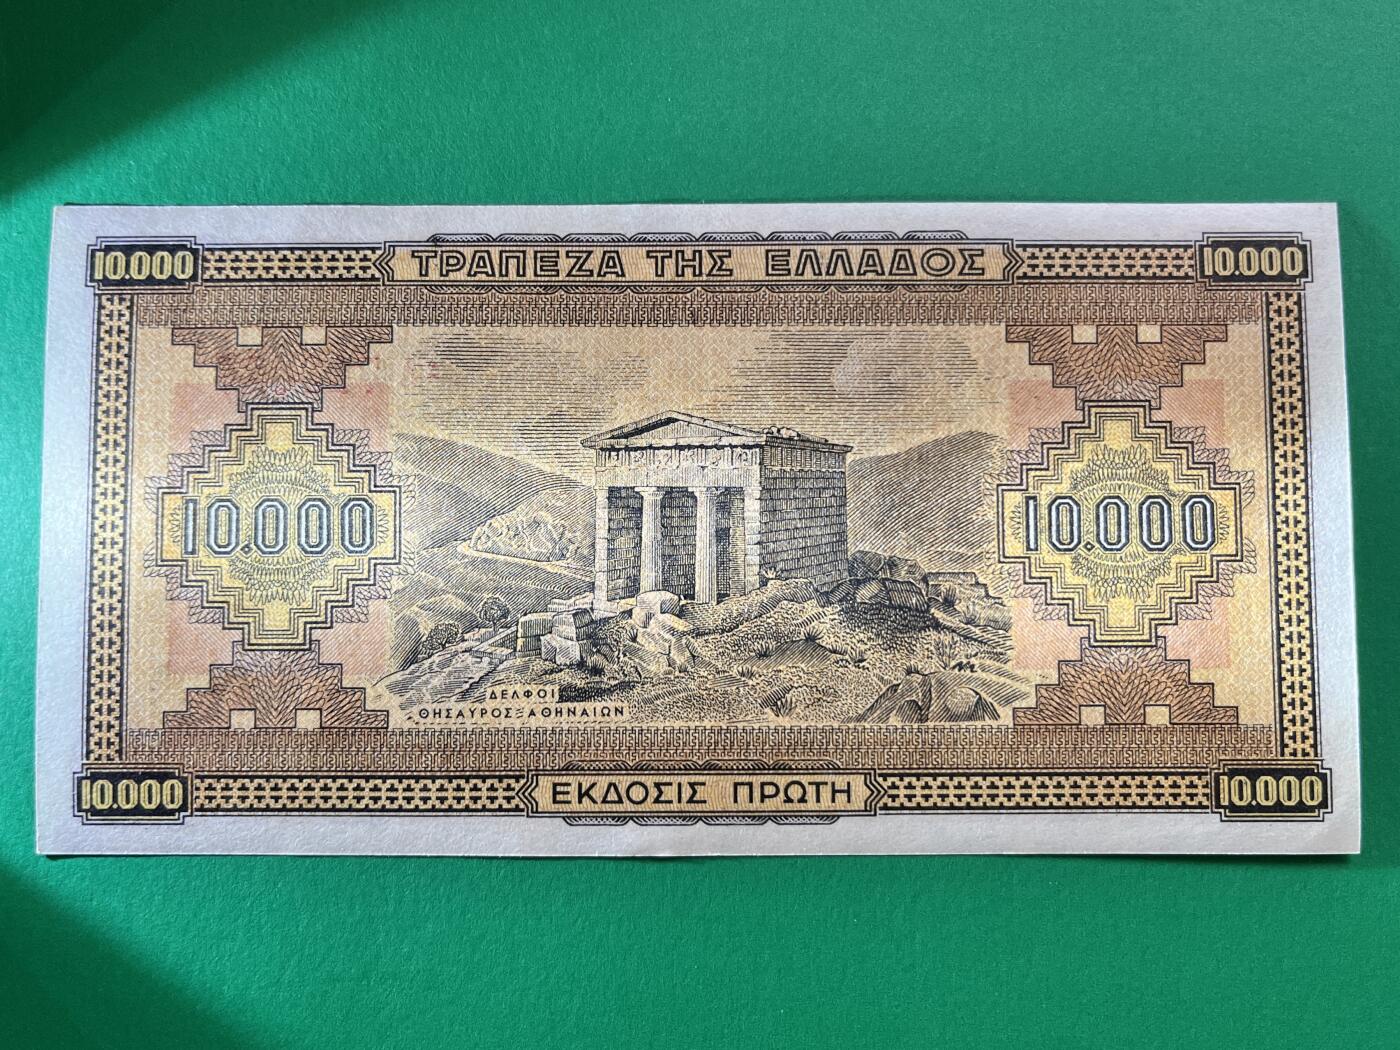 10.000 ΤΡΑΠΕΖΑ ΤΗΣ ΕΛΛΑΔΟΣ 10.000
10.000 10.000
ΔΕΛΦΟΙ
ΘΗΣΑΥΡΟΣ ΑΘΗΝΑΙΩΝ
10.000 ΕΚΔΟΣΙΣ ΠΡΩΤΗ 10.000